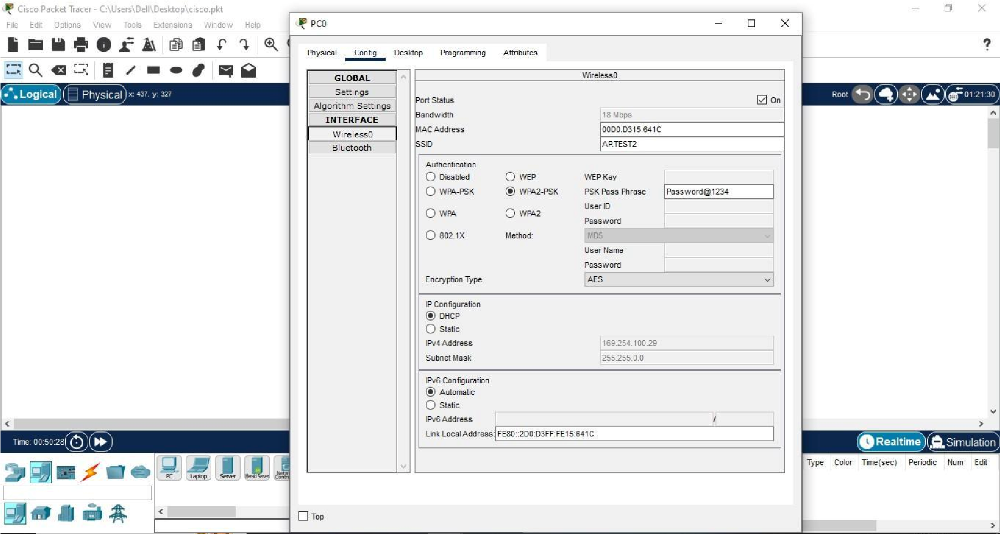 Cisco Packet Tracer - C:\Users\Dell\Desktop\cisco.pkt
File Edit Options View Tools Extensions Window Help
Logical Physical x: 437, y: 327
Root 01:21:30
PC0
Physical Config Desktop Programming Attributes
GLOBAL
Settings
Algorithm Settings
INTERFACE
Wireless0
Bluetooth
Wireless0
Port Status On
Bandwidth 18 Mbps
MAC Address 00D0.D315.641C
SSID AP.TEST2
Authentication
Disabled WEP WEP Key
WPA-PSK WPA2-PSK PSK Pass Phrase Password@1234
User ID
WPA WPA2
Password
802.1X Method: MD5
User Name
Password
Encryption Type AES
IP Configuration
DHCP
Static
IPv4 Address 169.254.100.29
Subnet Mask 255.255.0.0
IPv6 Configuration
Automatic
Static
IPv6 Address /
Link Local Address: FE80::2D0:D3FF:FE15:641C
Top
Time: 00:50:28
Realtime Simulation
PC Laptop Server Meraki Server
Type Color Time(sec) Periodic Num Edit